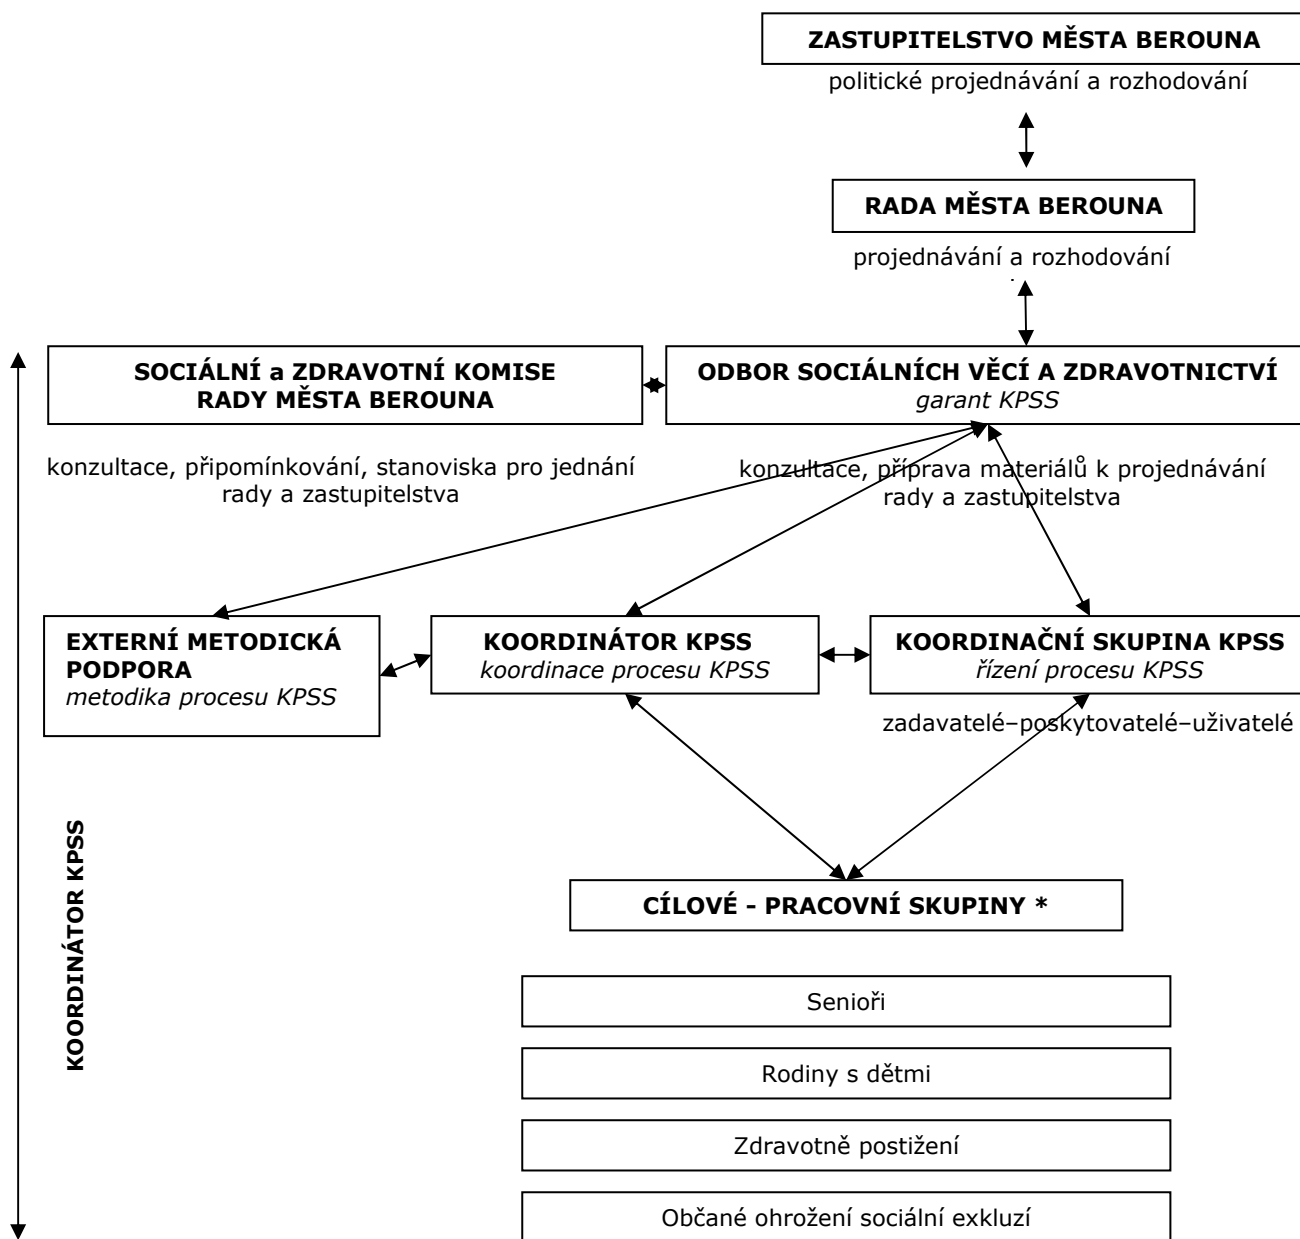 ZASTUPITELSTVO MĚSTA BEROUNA
politické projednávání a rozhodování
RADA MĚSTA BEROUNA
projednávání a rozhodování
.
SOCIÁLNÍ a ZDRAVOTNÍ KOMISE
RADY MĚSTA BEROUNA
ODBOR SOCIÁLNÍCH VĚCÍ A ZDRAVOTNICTVÍ
garant KPSS
konzultace, připomínkování, stanoviska pro jednání
rady a zastupitelstva
konzultace, příprava materiálů k projednávání
rady a zastupitelstva
EXTERNÍ METODICKÁ
PODPORA
metodika procesu KPSS
KOORDINÁTOR KPSS
koordinace procesu KPSS
KOORDINAČNÍ SKUPINA KPSS
řízení procesu KPSS
zadavatelé–poskytovatelé–uživatelé
KOORDINÁTOR KPSS
CÍLOVÉ - PRACOVNÍ SKUPINY *
Senioři
Rodiny s dětmi
Zdravotně postižení
Občané ohrožení sociální exkluzí